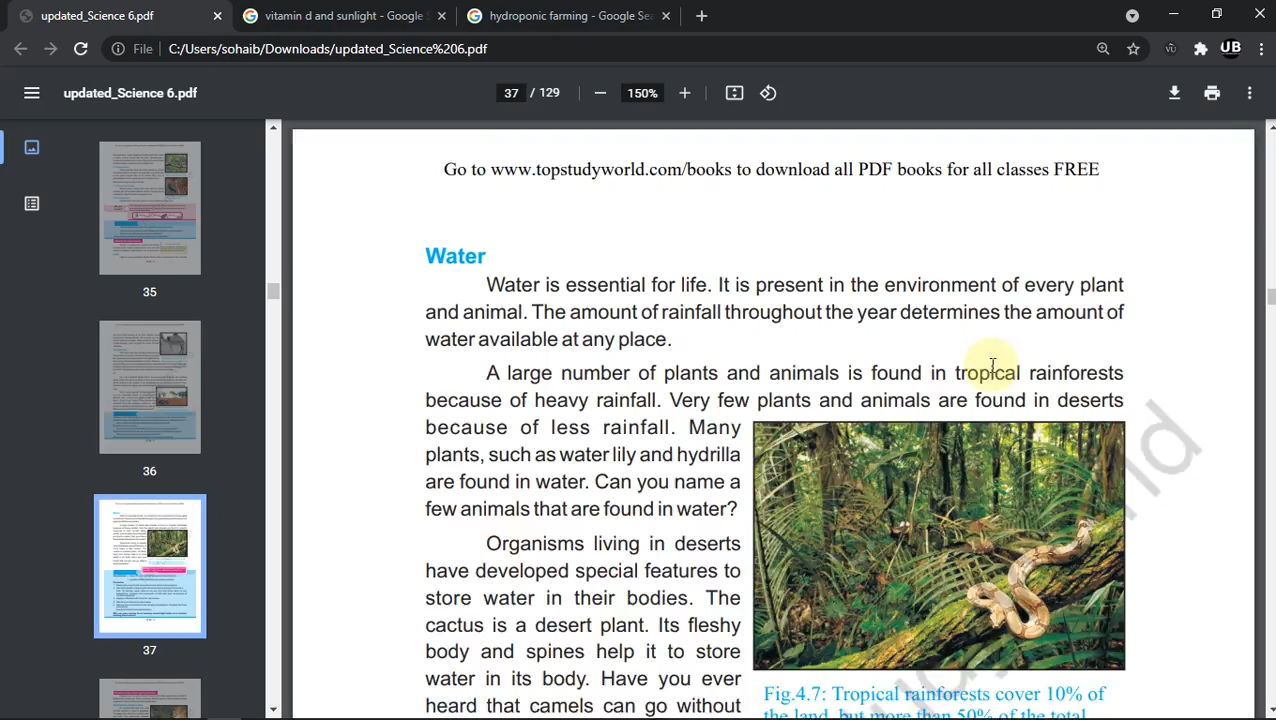 updated_Science 6.pdf
vitamin d and sunlight - Google S
hydroponic farming - Google Sea
File
C:/Users/sohaib/Downloads/updated_Science%206.pdf
UB
updated_Science 6.pdf
37 / 129
150%
35
36
37
Go to www.topstudyworld.com/books to download all PDF books for all classes FREE
Water
Water is essential for life. It is present in the environment of every plant
and animal. The amount of rainfall throughout the year determines the amount of
water available at any place.
A large number of plants and animals is found in tropical rainforests
because of heavy rainfall. Very few plants and animals are found in deserts
because of less rainfall. Many
plants, such as water lily and hydrilla
are found in water. Can you name a
few animals that are found in water?
Organisms living in deserts
have developed special features to
store water in their bodies. The
cactus is a desert plant. Its fleshy
body and spines help it to store
water in its body. Have you ever
heard that camels can go without
Fig.4.7: Tropical rainforests cover 10% of
the land, but more than 50% of the total